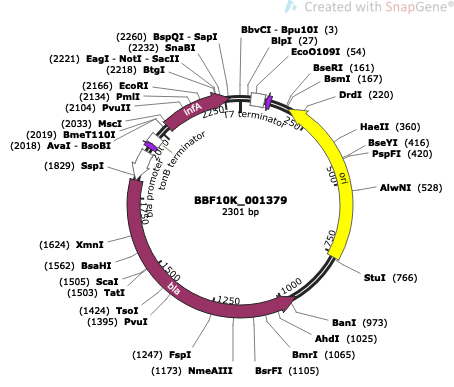 Created with SnapGene®
(2260) BspQI - SapI
(2232) SnaBI
(2221) EagI - NotI - SacII
(2218) BtgI
(2166) EcoRI
(2134) PmlI
(2104) PvuII
(2033) MscI
(2019) BmeT110I
(2018) AvaI - BsoBI
(1829) SspI
(1624) XmnI
(1562) BsaHI
(1505) ScaI
(1503) TatI
(1424) TsoI
(1395) PvuI
(1247) FspI
(1173) NmeAIII
BbvCI - Bpu10I (3)
BlpI (27)
EcoO109I (54)
BseRI (161)
BsmI (167)
DrdI (220)
HaeII (360)
BseYI (416)
PspFI (420)
AlwNI (528)
StuI (766)
BanI (973)
AhdI (1025)
BmrI (1065)
BsrFI (1105)
infA
T7 terminator
tonB terminator
bla promoter
bla
ori
250
500
750
1000
1250
1500
1750
2000
2250
BBF10K_001379
2301 bp